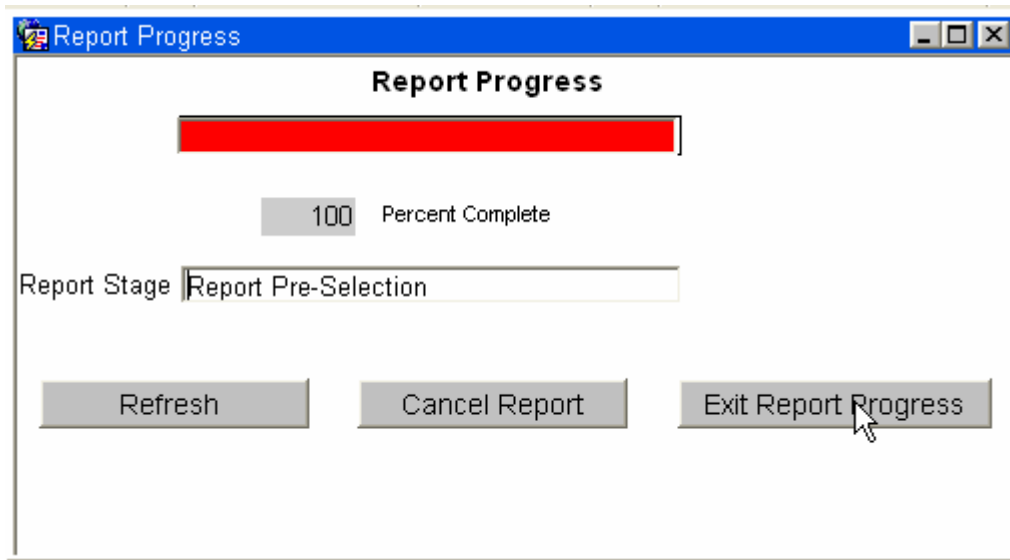 Report Progress
Report Progress
100 Percent Complete
Report Stage Report Pre-Selection
Refresh Cancel Report Exit Report Progress